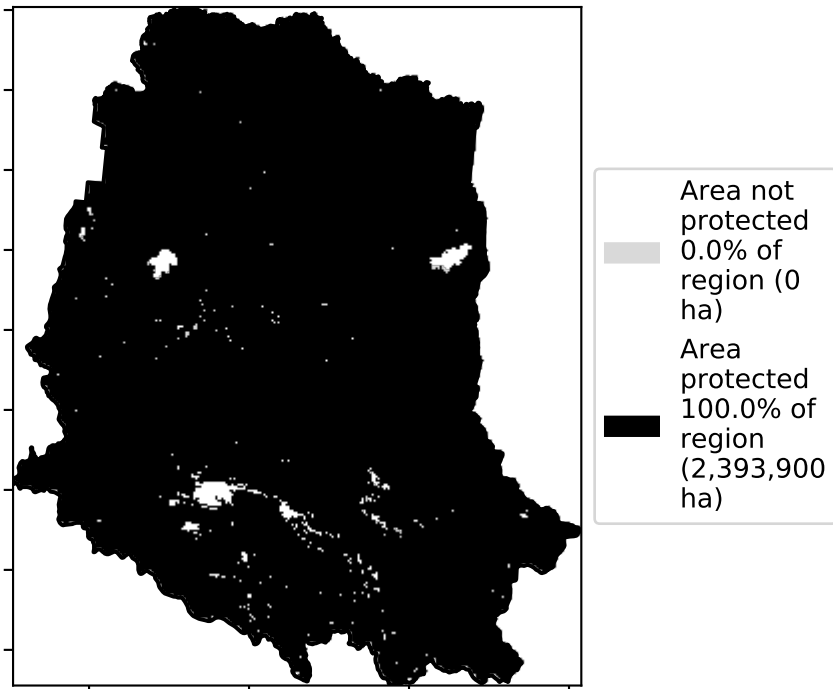 Area not
protected
0.0% of
region (0
ha)
Area
protected
100.0% of
region
(2,393,900
ha)